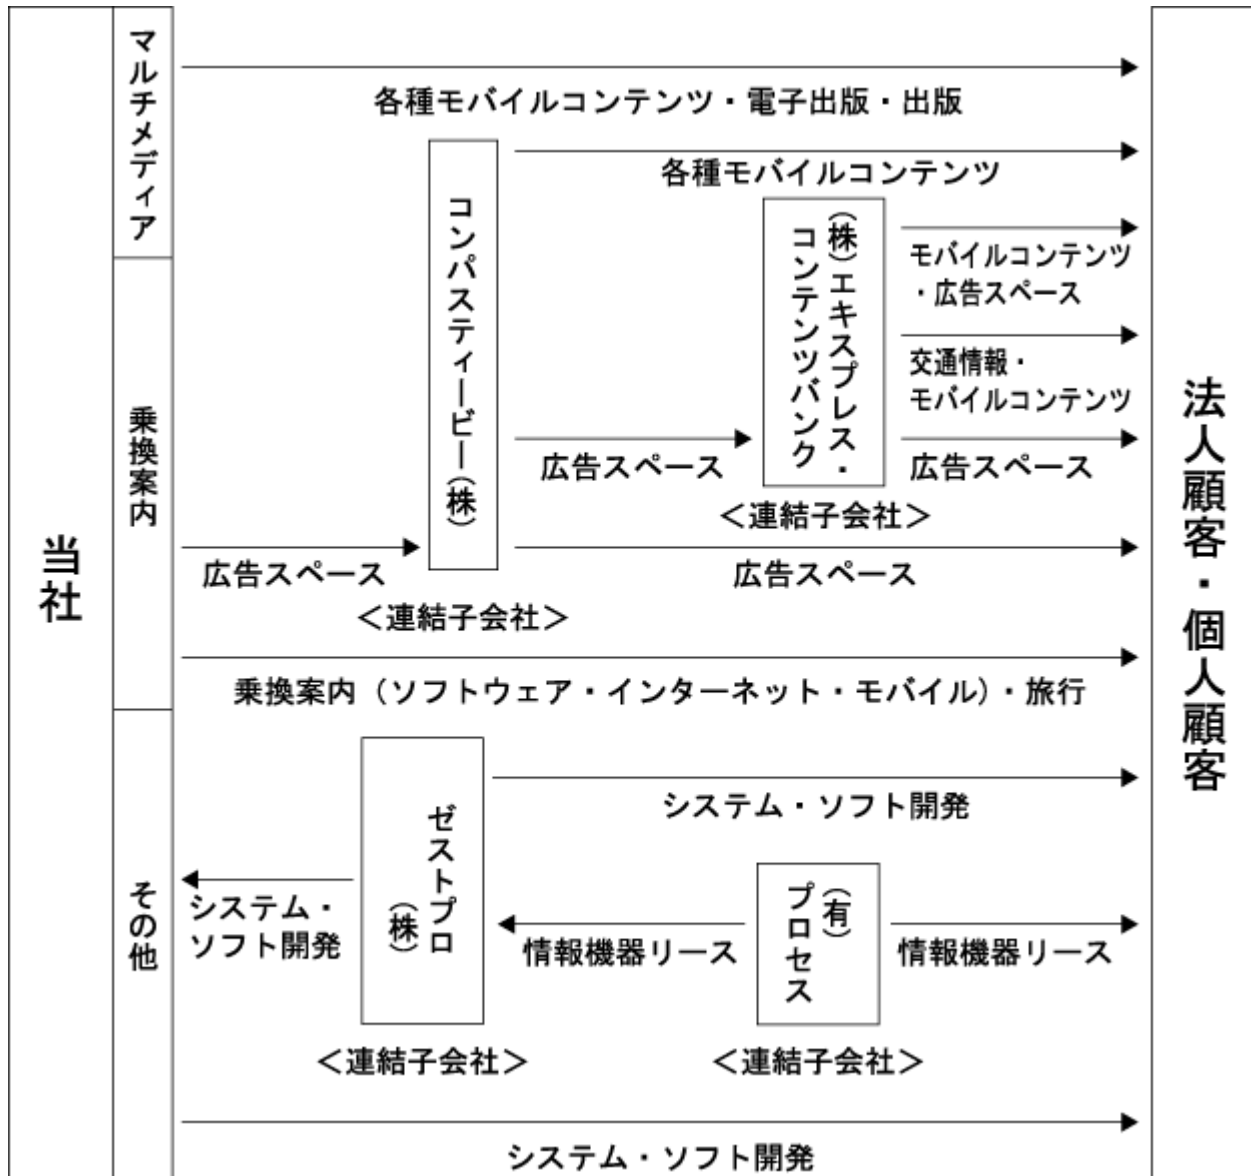 当社
マルチメディア
乗換案内
その他
各種モバイルコンテンツ・電子出版・出版
コンパスティービー(株)
<連結子会社>
各種モバイルコンテンツ
(株)エキスプレス・
コンテンツバンク
<連結子会社>
モバイルコンテンツ
・広告スペース
交通情報・
モバイルコンテンツ
広告スペース
広告スペース
広告スペース
広告スペース
乗換案内(ソフトウェア・インターネット・モバイル)・旅行
ゼストプロ
(株)
<連結子会社>
システム・ソフト開発
システム・
ソフト開発
(有)
プロセス
<連結子会社>
情報機器リース
情報機器リース
システム・ソフト開発
法人顧客・個人顧客